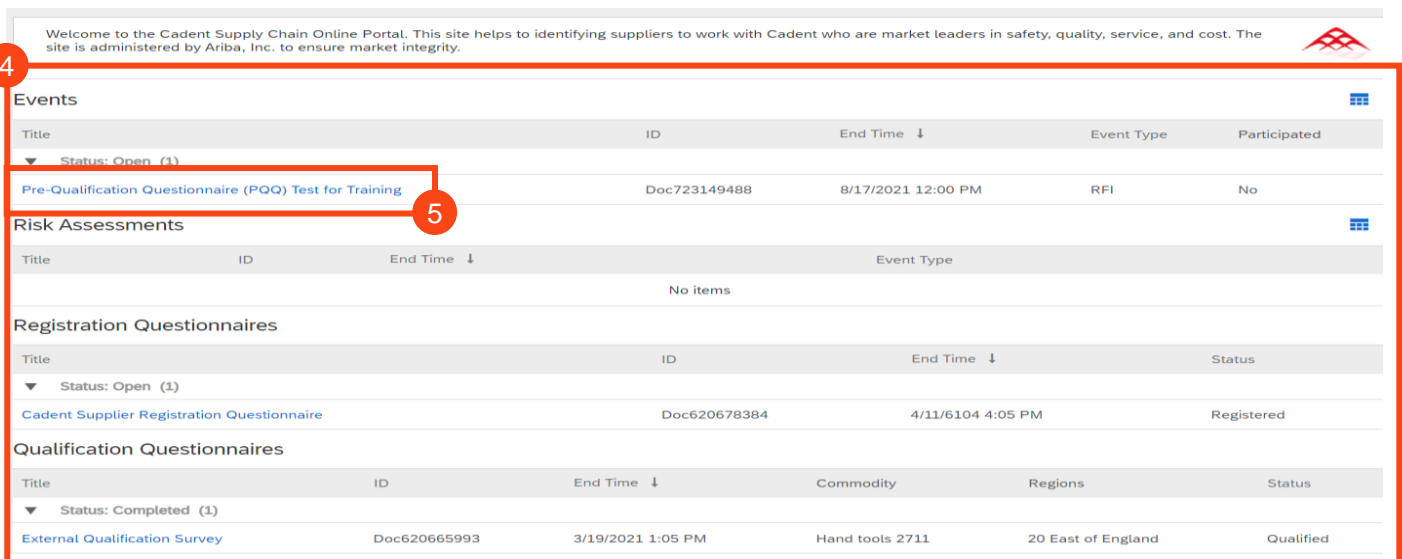 Welcome to the Cadent Supply Chain Online Portal. This site helps to identifying suppliers to work with Cadent who are market leaders in safety, quality, service, and cost. The
site is administered by Ariba, Inc. to ensure market integrity.
4
Events
Title ID End Time ↓ Event Type Participated
▼ Status: Open (1)
Pre-Qualification Questionnaire (PQQ) Test for Training Doc723149488 8/17/2021 12:00 PM RFI No
5
Risk Assessments
Title ID End Time ↓ Event Type
No items
Registration Questionnaires
Title ID End Time ↓ Status
▼ Status: Open (1)
Cadent Supplier Registration Questionnaire Doc620678384 4/11/6104 4:05 PM Registered
Qualification Questionnaires
Title ID End Time ↓ Commodity Regions Status
▼ Status: Completed (1)
External Qualification Survey Doc620665993 3/19/2021 1:05 PM Hand tools 2711 20 East of England Qualified